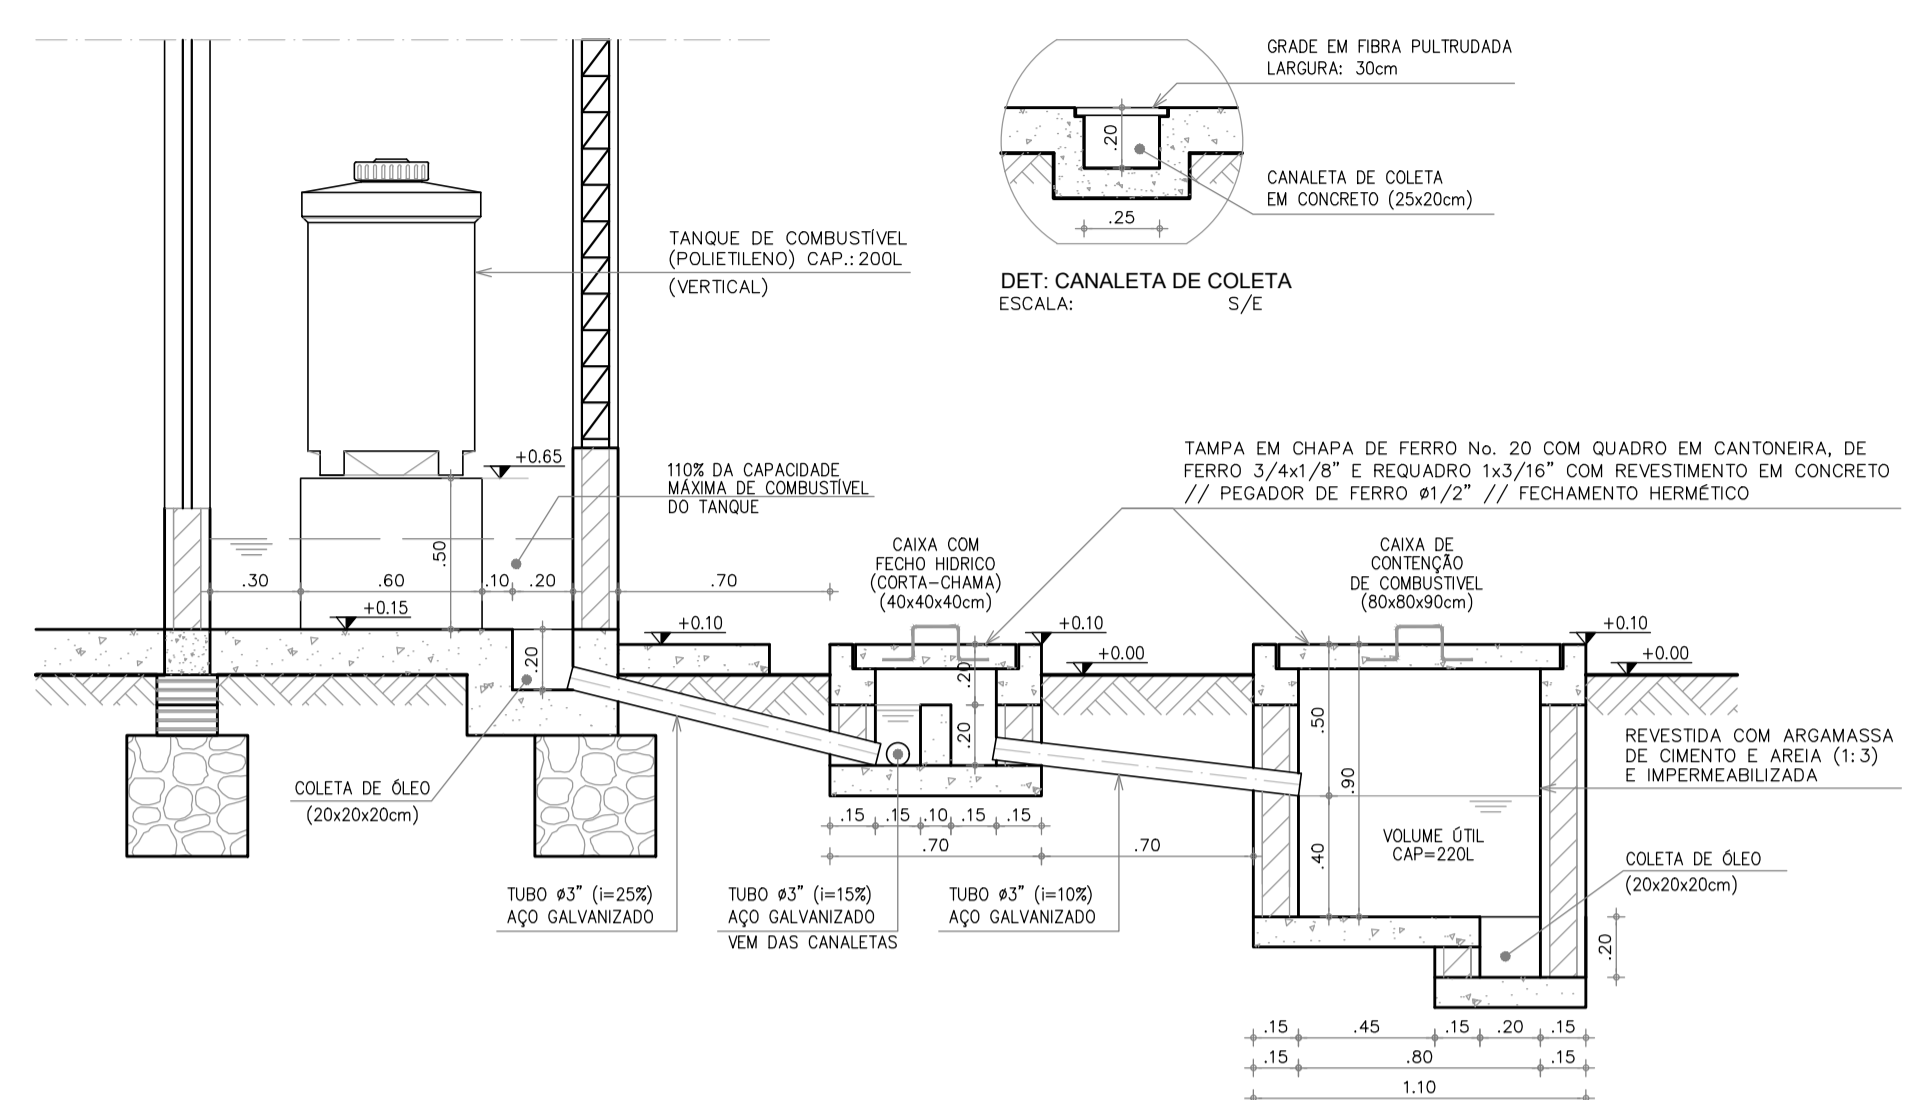 GRADE EM FIBRA PULTRUDADA
LARGURA: 30cm
.20
CANALETA DE COLETA
EM CONCRETO (25x20cm)
.25
DET: CANALETA DE COLETA
ESCALA: S/E
TANQUE DE COMBUSTÍVEL
(POLIETILENO) CAP.: 200L
(VERTICAL)
+0.65
110% DA CAPACIDADE
MÁXIMA DE COMBUSTÍVEL
DO TANQUE
TAMPA EM CHAPA DE FERRO No. 20 COM QUADRO EM CANTONEIRA, DE
FERRO 3/4x1/8" E REQUADRO 1x3/16" COM REVESTIMENTO EM CONCRETO
// PEGADOR DE FERRO ø1/2" // FECHAMENTO HERMÉTICO
CAIXA COM
FECHO HIDRICO
(CORTA-CHAMA)
(40x40x40cm)
CAIXA DE
CONTENÇÃO
DE COMBUSTIVEL
(80x80x90cm)
.50
.30 .60 .10 .20 .70
+0.15
+0.10
+0.10
+0.00
+0.10
+0.00
.20
.20
.20
.50
.90
.40
REVESTIDA COM ARGAMASSA
DE CIMENTO E AREIA (1:3)
E IMPERMEABILIZADA
COLETA DE ÓLEO
(20x20x20cm)
.15 .15 .10 .15 .15
.70 .70
VOLUME ÚTIL
CAP=220L
COLETA DE ÓLEO
(20x20x20cm)
TUBO ø3" (i=25%)
AÇO GALVANIZADO
TUBO ø3" (i=15%)
AÇO GALVANIZADO
VEM DAS CANALETAS
TUBO ø3" (i=10%)
AÇO GALVANIZADO
.20
.15 .45 .15 .20 .15
.15 .80 .15
1.10